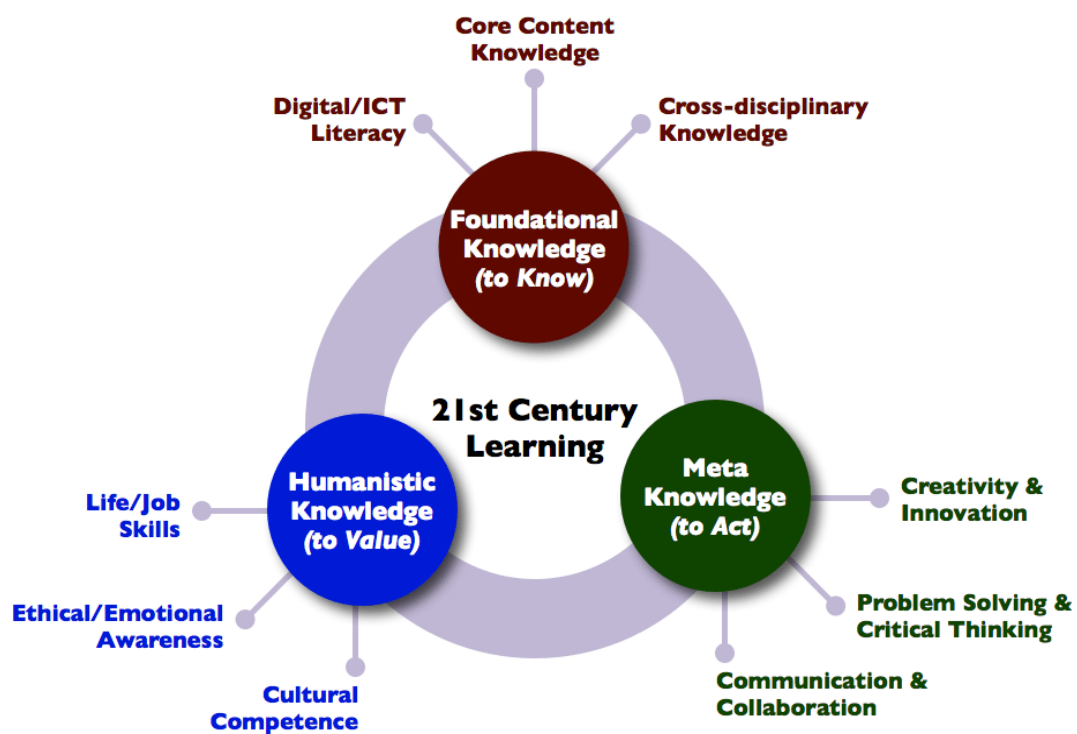 Core Content
Knowledge
Digital/ICT
Literacy
Cross-disciplinary
Knowledge
Foundational
Knowledge
(to Know)
21st Century
Learning
Humanistic
Knowledge
(to Value)
Meta
Knowledge
(to Act)
Life/Job
Skills
Ethical/Emotional
Awareness
Cultural
Competence
Creativity &
Innovation
Problem Solving &
Critical Thinking
Communication &
Collaboration